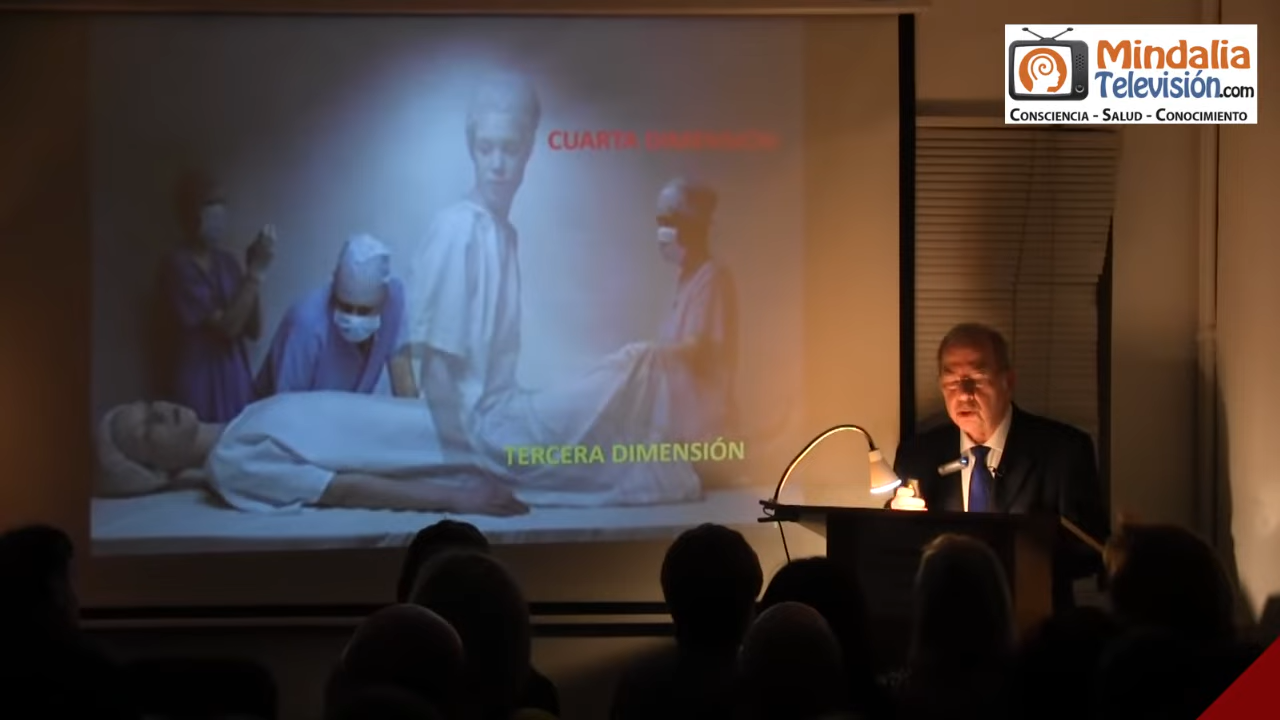 Mindalia
Televisión.com
CONSCIENCIA - SALUD - CONOCIMIENTO
CUARTA DIMENSIÓN
TERCERA DIMENSIÓN